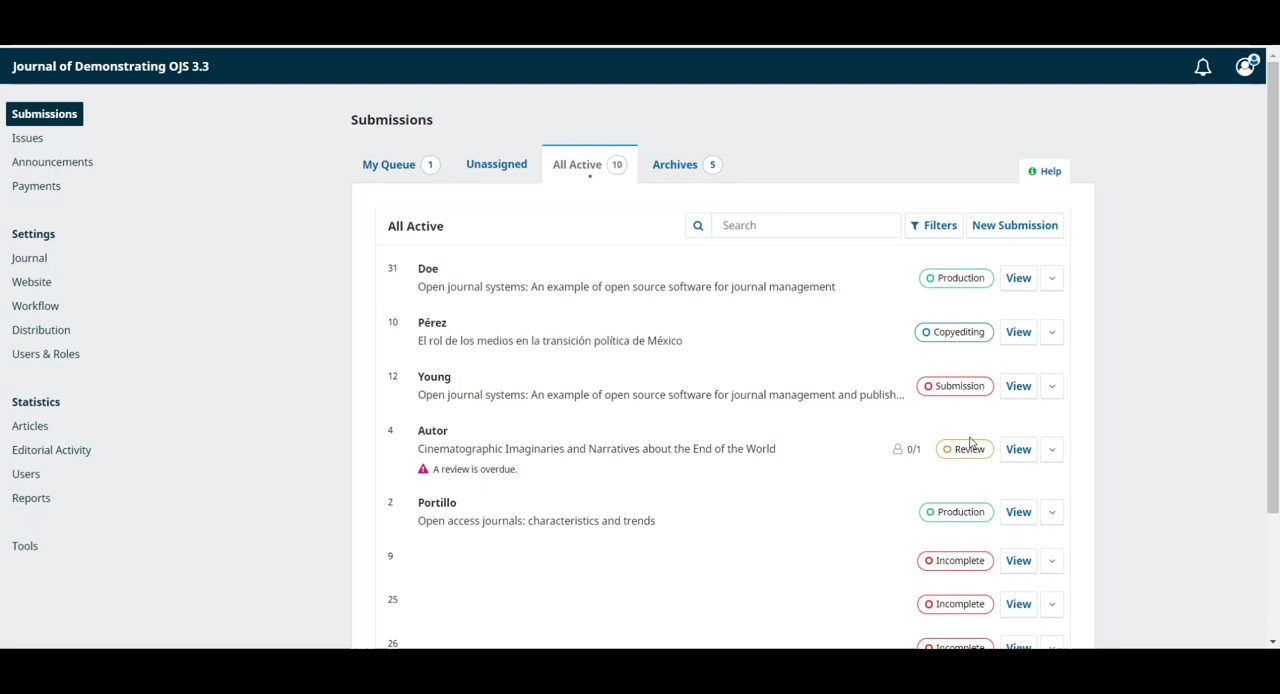 Journal of Demonstrating OJS 3.3
Submissions
Issues
Announcements
Payments
Settings
Journal
Website
Workflow
Distribution
Users & Roles
Statistics
Articles
Editorial Activity
Users
Reports
Tools
Submissions
My Queue 1 Unassigned All Active 10 Archives 5
Help
All Active Search Filters New Submission
31 Doe
Open journal systems: An example of open source software for journal management Production View
10 Pérez
El rol de los medios en la transición política de México Copyediting View
12 Young
Open journal systems: An example of open source software for journal management and publish... Submission View
4 Autor
Cinematographic Imaginaries and Narratives about the End of the World 0/1 Review View
A review is overdue.
2 Portillo
Open access journals: characteristics and trends Production View
9 Incomplete View
25 Incomplete View
26 Incomplete View